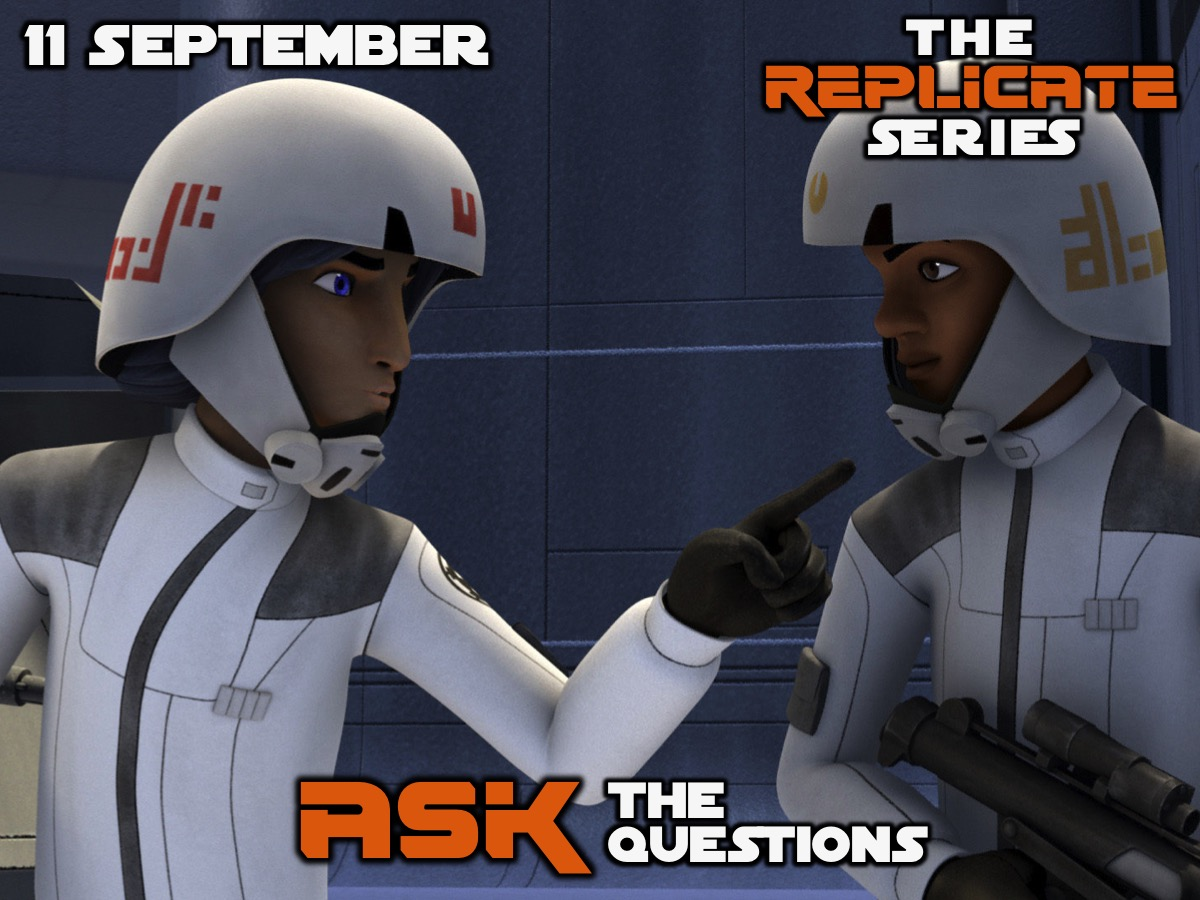 11 SEPTEMBER
THE
REPLICATE
SERIES
ASK THE
QUESTIONS